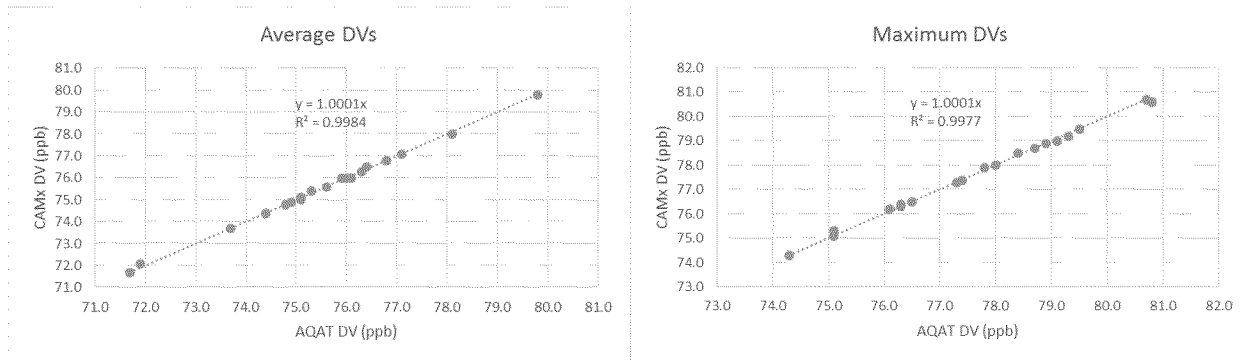 Average DVs
81.0
80.0
79.0
78.0
77.0
76.0
75.0
74.0
73.0
72.0
71.0
CAMx DV (ppb)
y = 1.0001x
R² = 0.9984
71.0 72.0 73.0 74.0 75.0 76.0 77.0 78.0 79.0 80.0 81.0
AQAT DV (ppb)
Maximum DVs
82.0
81.0
80.0
79.0
78.0
77.0
76.0
75.0
74.0
73.0
CAMx DV (ppb)
y = 1.0001x
R² = 0.9977
73.0 74.0 75.0 76.0 77.0 78.0 79.0 80.0 81.0 82.0
AQAT DV (ppb)